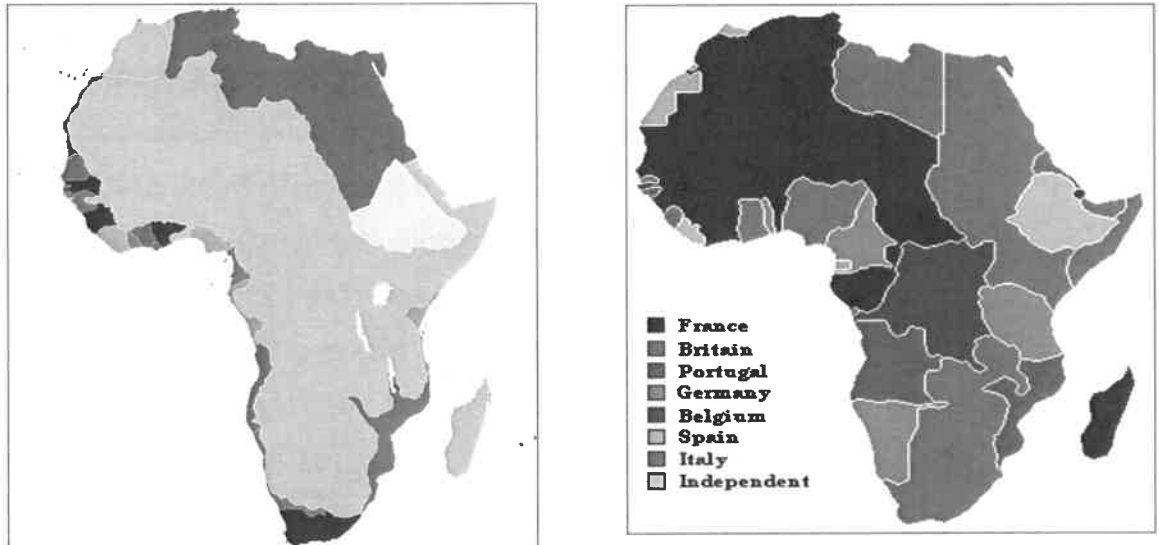 France
Britain
Portugal
Germany
Belgium
Spain
Italy
Independent